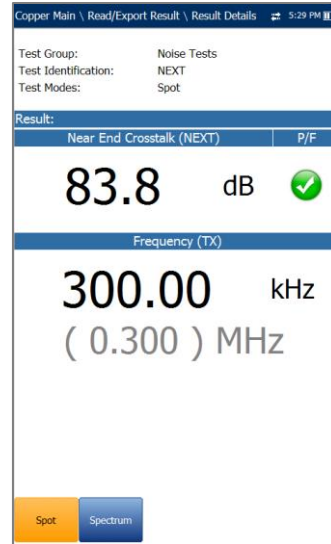 Copper Main \ Read/Export Result \ Result Details 5:29 PM
Test Group: Noise Tests
Test Identification: NEXT
Test Modes: Spot
Result:
Near End Crosstalk (NEXT) P/F
83.8 dB
Frequency (TX)
300.00 kHz
( 0.300 ) MHz
Spot Spectrum